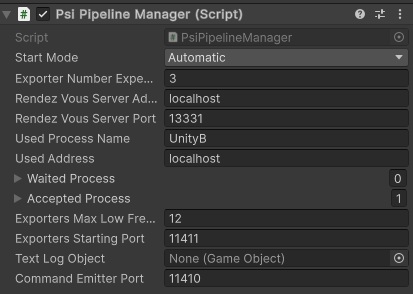 Psi Pipeline Manager (Script)
Script PsiPipelineManager
Start Mode Automatic
Exporter Number Expe... 3
Rendez Vous Server Ad... localhost
Rendez Vous Server Port 13331
Used Process Name UnityB
Used Address localhost
Waited Process 0
Accepted Process 1
Exporters Max Low Fre... 12
Exporters Starting Port 11411
Text Log Object None (Game Object)
Command Emitter Port 11410